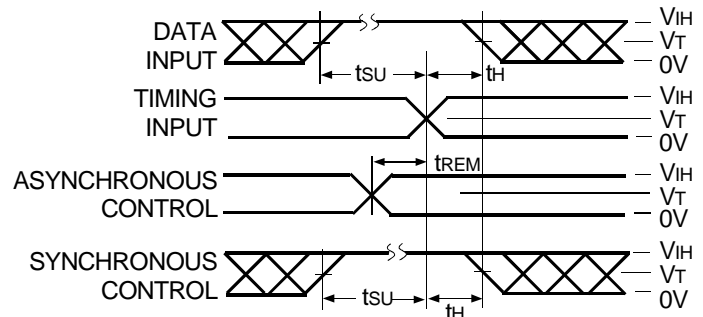 DATA
INPUT
tSU
tH
VIH
VT
0V
TIMING
INPUT
VIH
VT
0V
tREM
ASYNCHRONOUS
CONTROL
VIH
VT
0V
SYNCHRONOUS
CONTROL
tSU
tH
VIH
VT
0V